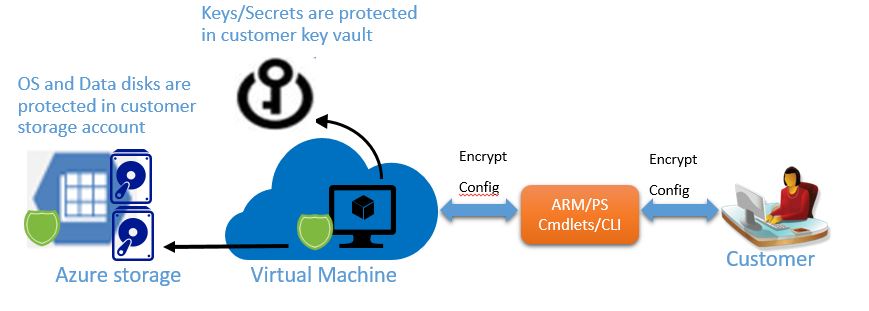 Keys/Secrets are protected
in customer key vault
OS and Data disks are
protected in customer
storage account
Encrypt
Config
ARM/PS
Cmdlets/CLI
Encrypt
Config
Azure storage
Virtual Machine
Customer